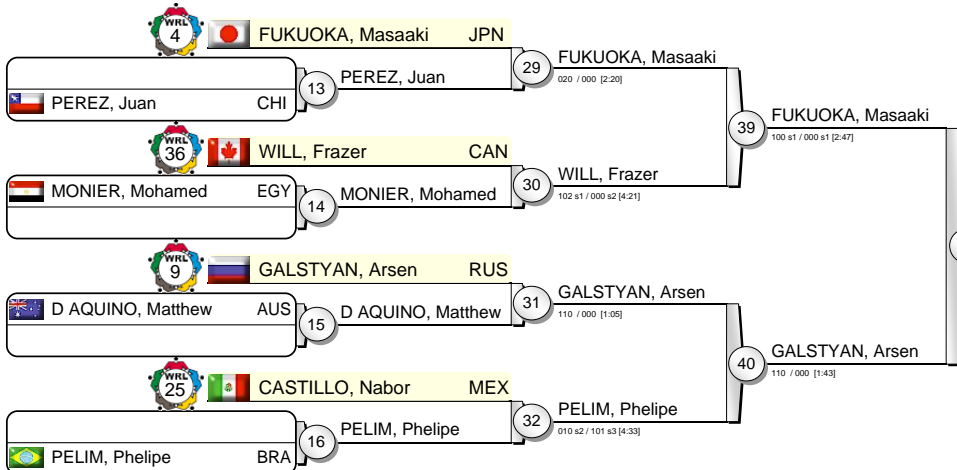 WRL
4
FUKUOKA, Masaaki JPN
PEREZ, Juan CHI
13
PEREZ, Juan
29
FUKUOKA, Masaaki
020 / 000 [2:20]
WRL
36
WILL, Frazer CAN
MONIER, Mohamed EGY
14
MONIER, Mohamed
30
WILL, Frazer
102 s1 / 000 s2 [4:21]
39
FUKUOKA, Masaaki
100 s1 / 000 s1 [2:47]
WRL
9
GALSTYAN, Arsen RUS
D AQUINO, Matthew AUS
15
D AQUINO, Matthew
31
GALSTYAN, Arsen
110 / 000 [1:05]
WRL
25
CASTILLO, Nabor MEX
PELIM, Phelipe BRA
16
PELIM, Phelipe
32
PELIM, Phelipe
010 s2 / 101 s3 [4:33]
40
GALSTYAN, Arsen
110 / 000 [1:43]